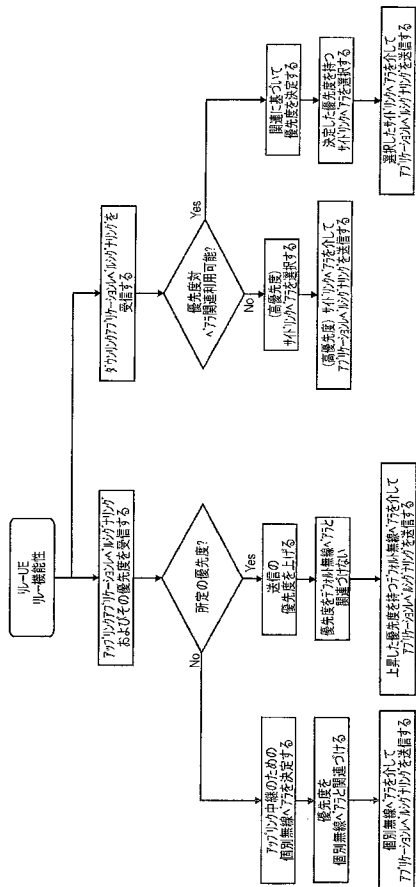 リレーUE
リレー機能性
アップリンクアプリケーションレベルシグナリング
およびその優先度を受信する
所定の優先度?
No
Yes
アップリンク中継のための
個別無線ベアラを決定する
優先度を
個別無線ベアラと関連づける
個別無線ベアラを介して
アプリケーションレベルシグナリングを送信する
送信の
優先度を上げる
優先度をデフォルト無線ベアラと
関連づけない
上昇した優先度を持つデフォルト無線ベアラを介して
アプリケーションレベルシグナリングを送信する
ダウンリンクアプリケーションレベルシグナリングを
受信する
優先度対
ベアラ関連利用可能?
No
Yes
(高優先度)
サイドリンクベアラを選択する
(高優先度) サイドリンクベアラを介して
アプリケーションレベルシグナリングを送信する
関連に基づいて
優先度を決定する
決定した優先度を持つ
サイドリンクベアラを選択する
選択したサイドリンクベアラを介して
アプリケーションレベルシグナリングを送信する